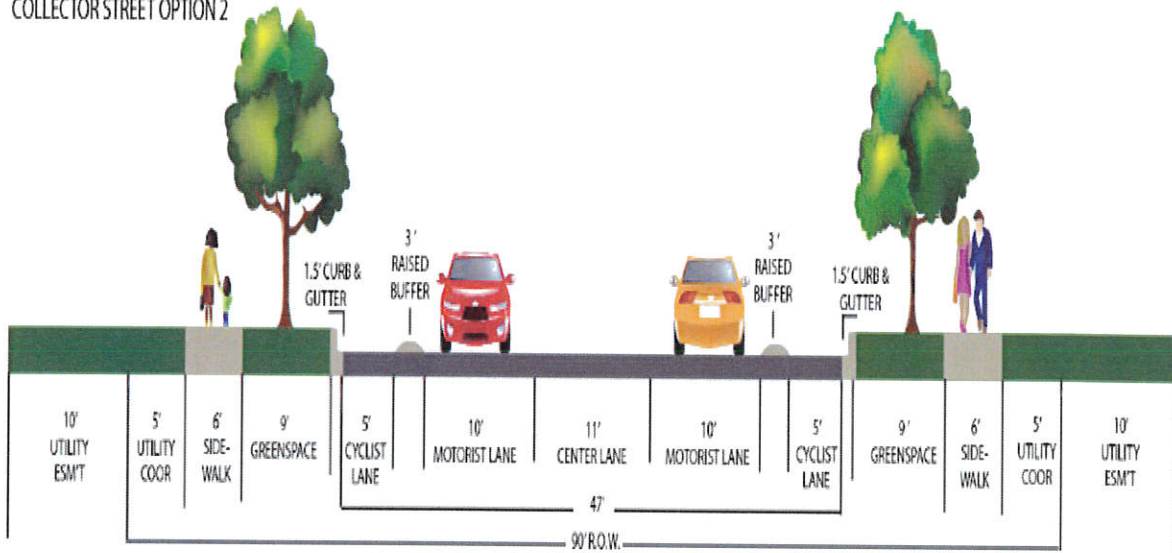 COLLECTOR STREET OPTION 2
3'
RAISED
BUFFER
1.5' CURB &
GUTTER
3'
RAISED
BUFFER
1.5' CURB &
GUTTER
10'
UTILITY
ESM'T
5'
UTILITY
COOR
6'
SIDE-
WALK
9'
GREENSPACE
5'
CYCLIST
LANE
10'
MOTORIST LANE
11'
CENTER LANE
10'
MOTORIST LANE
5'
CYCLIST
LANE
9'
GREENSPACE
6'
SIDE-
WALK
5'
UTILITY
COOR
10'
UTILITY
ESM'T
47'
90' R.O.W.